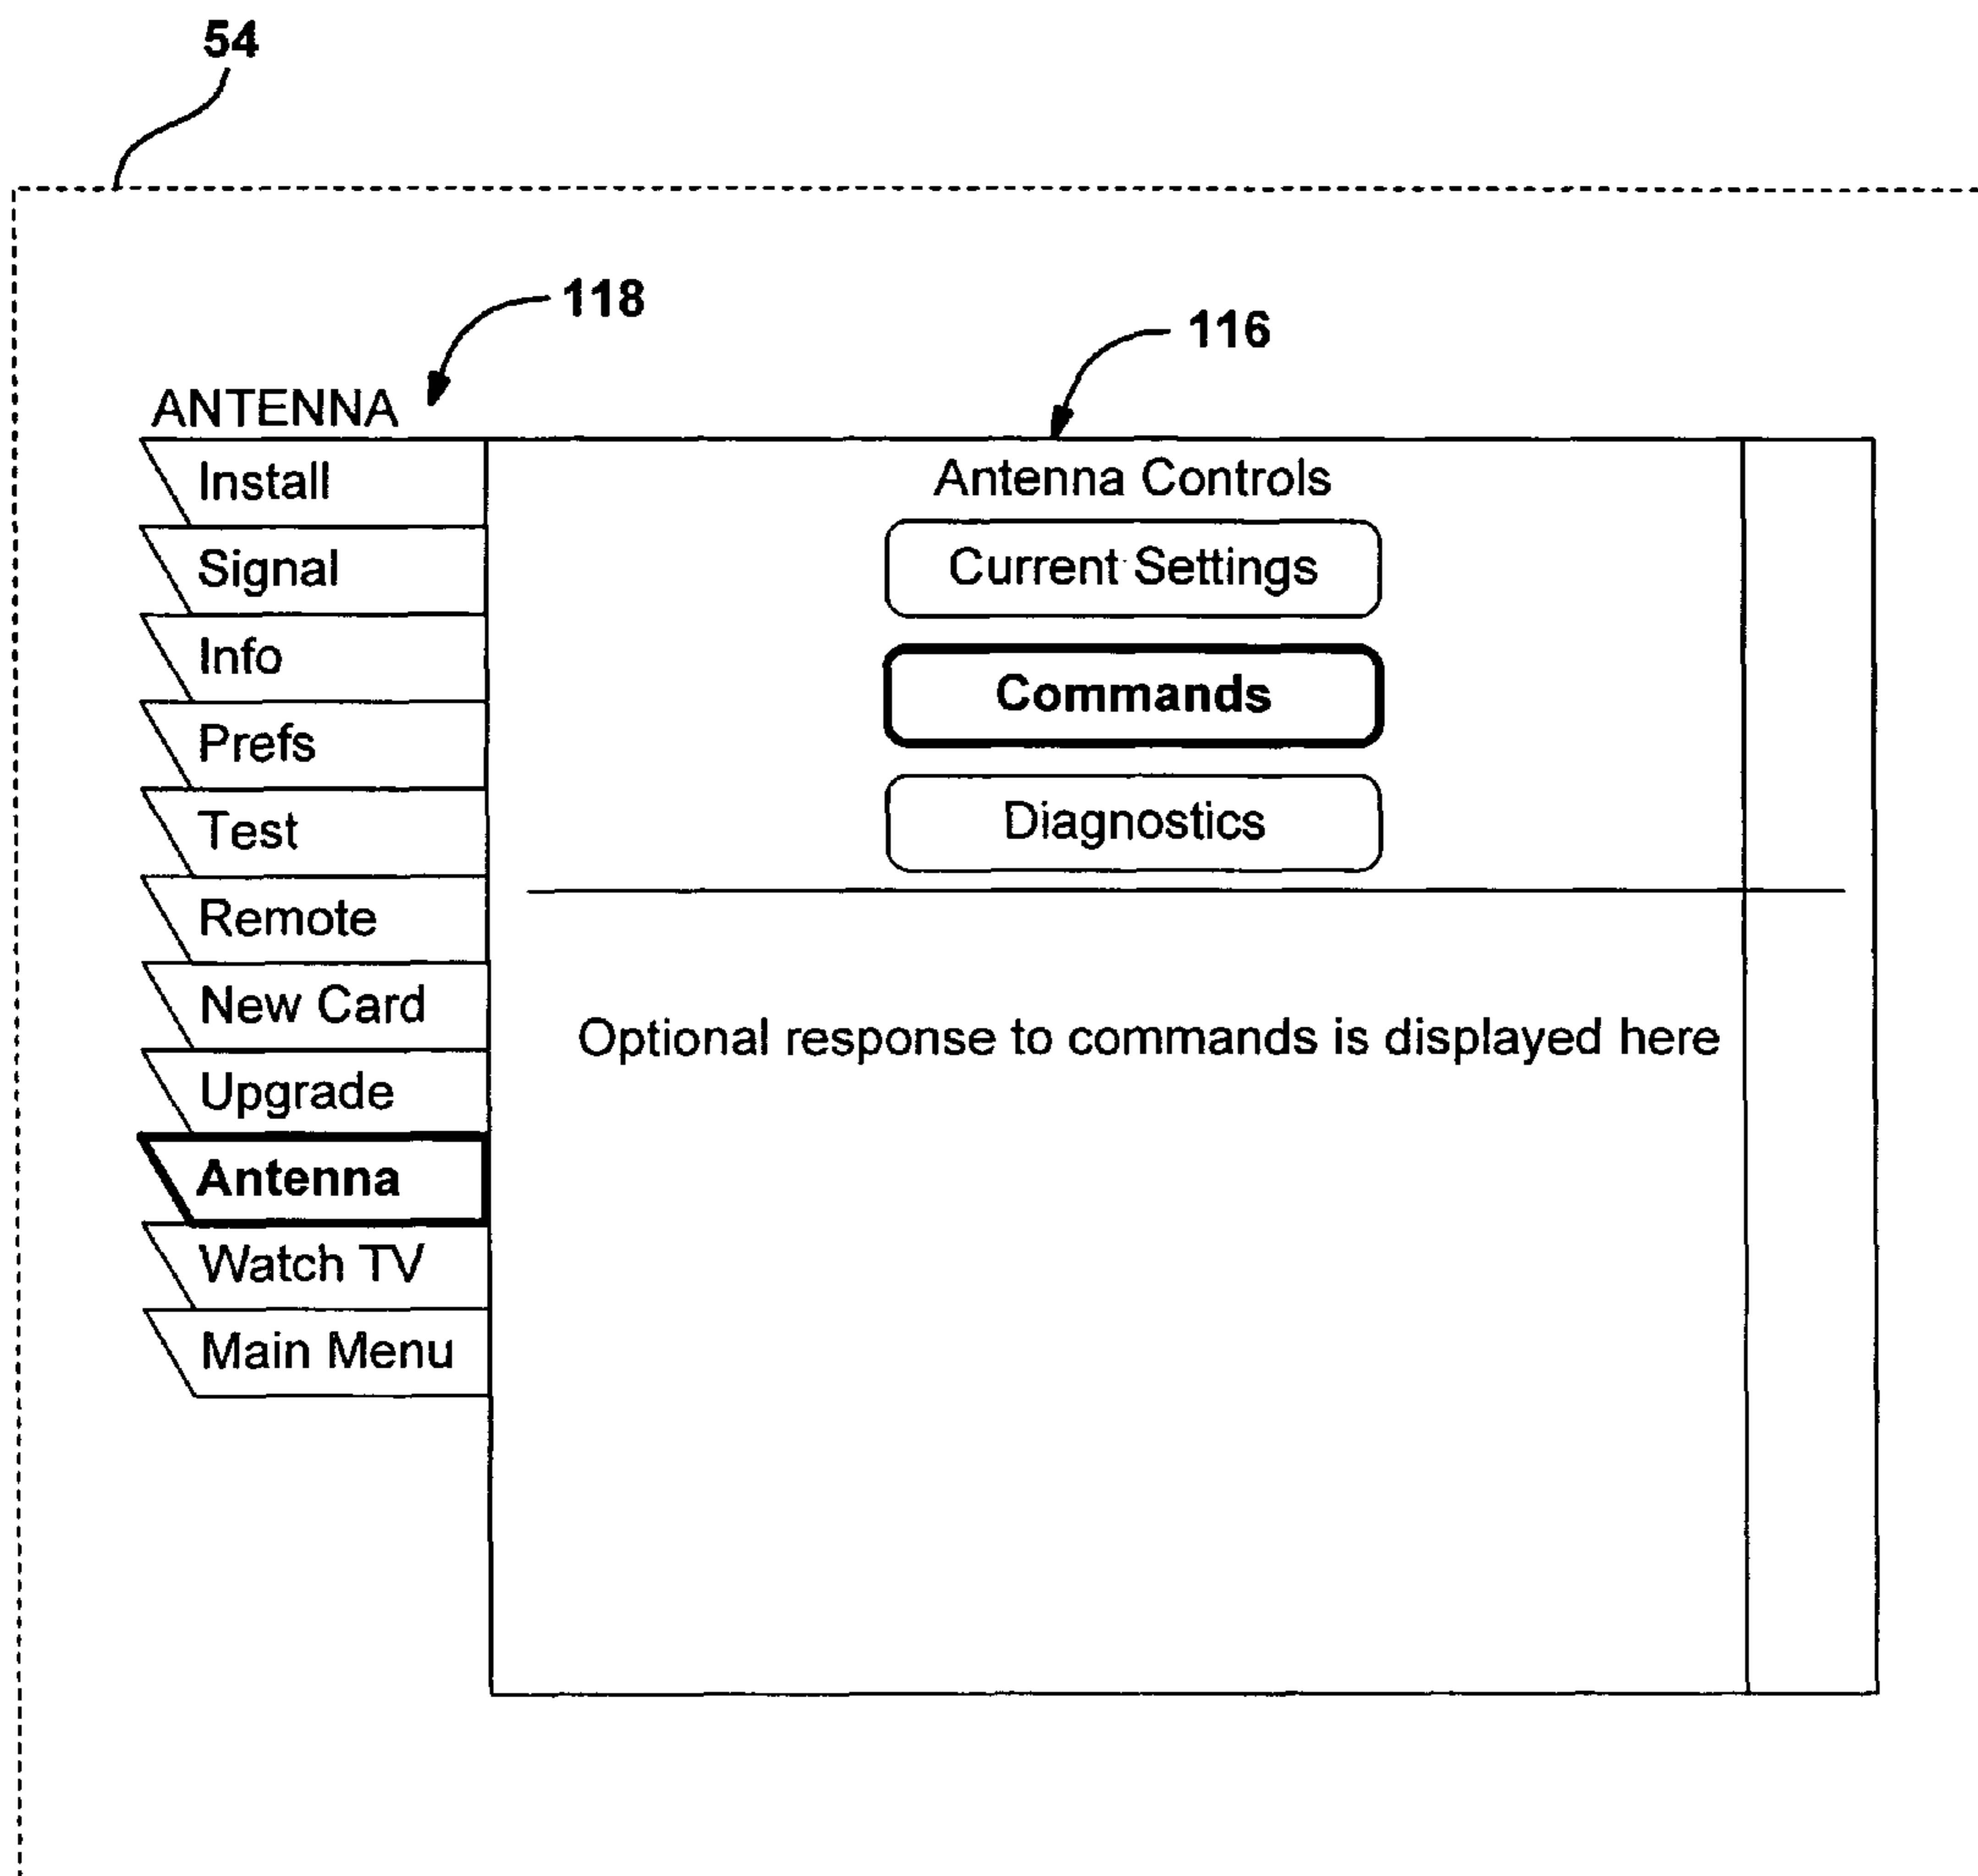 54
118
116
ANTENNA
Install
Signal
Info
Prefs
Test
Remote
New Card
Upgrade
Antenna
Watch TV
Main Menu
Antenna Controls
Current Settings
Commands
Diagnostics
Optional response to commands is displayed here